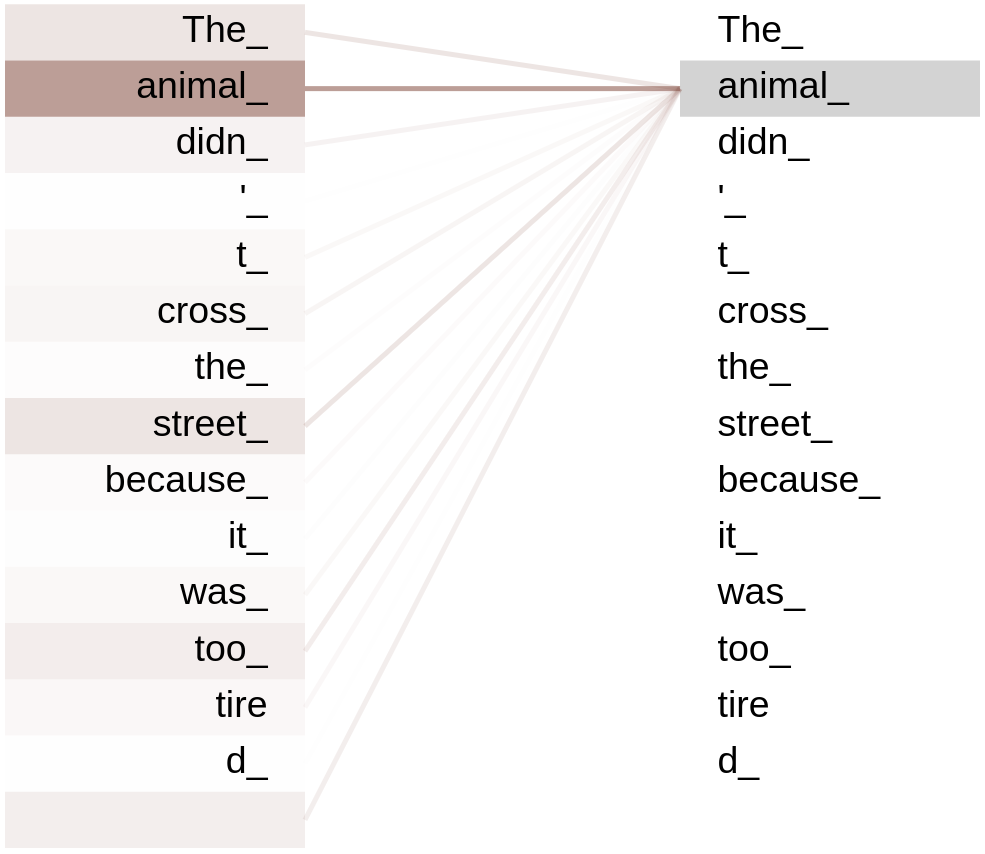 The_ The_
animal_ animal_
didn_ didn_
'_ '_
t_ t_
cross_ cross_
the_ the_
street_ street_
because_ because_
it_ it_
was_ was_
too_ too_
tire tire
d_ d_